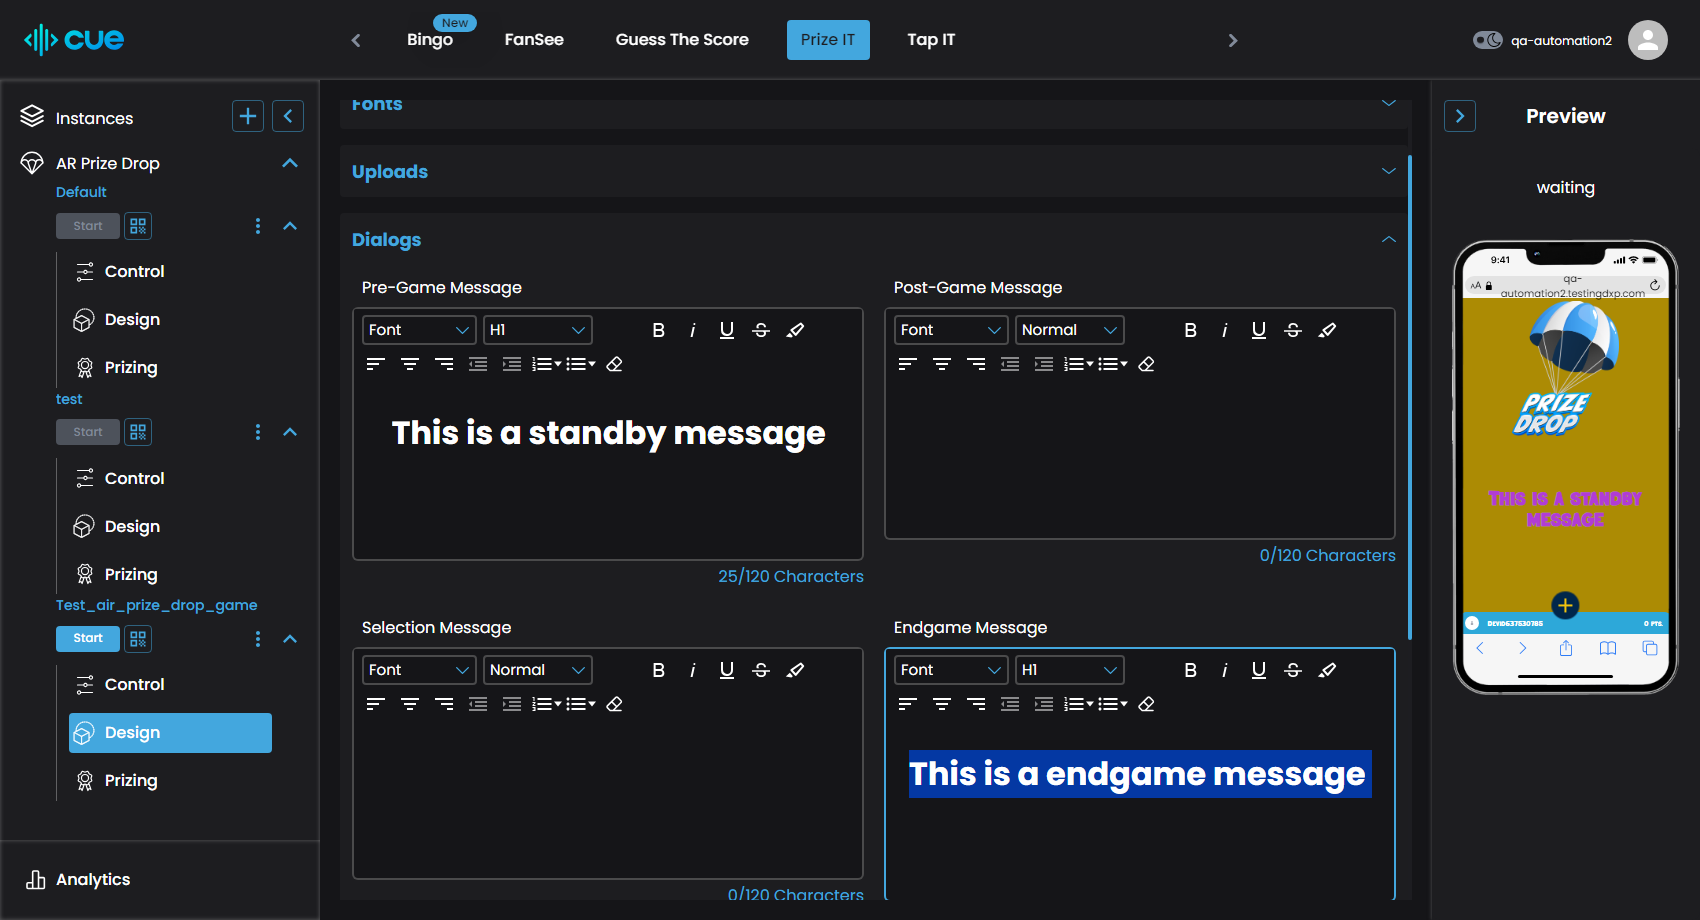 cue
Bingo
New
FanSee
Guess The Score
Prize IT
Tap IT
qa-automation2
Instances
AR Prize Drop
Default
Start
Control
Design
Prizing
test
Start
Control
Design
Prizing
Test_air_prize_drop_game
Start
Control
Design
Prizing
Analytics
Fonts
Uploads
Dialogs
Pre-Game Message
Font
H1
B i U S
This is a standby message
25/120 Characters
Post-Game Message
Font
Normal
B i U S
0/120 Characters
Selection Message
Font
Normal
B i U S
0/120 Characters
Endgame Message
Font
H1
B i U S
This is a endgame message
Preview
waiting
9:41
AA
qa-
automation2.testingdxp.com
PRIZE
DROP
THIS IS A STANDBY
MESSAGE
0 PTS.